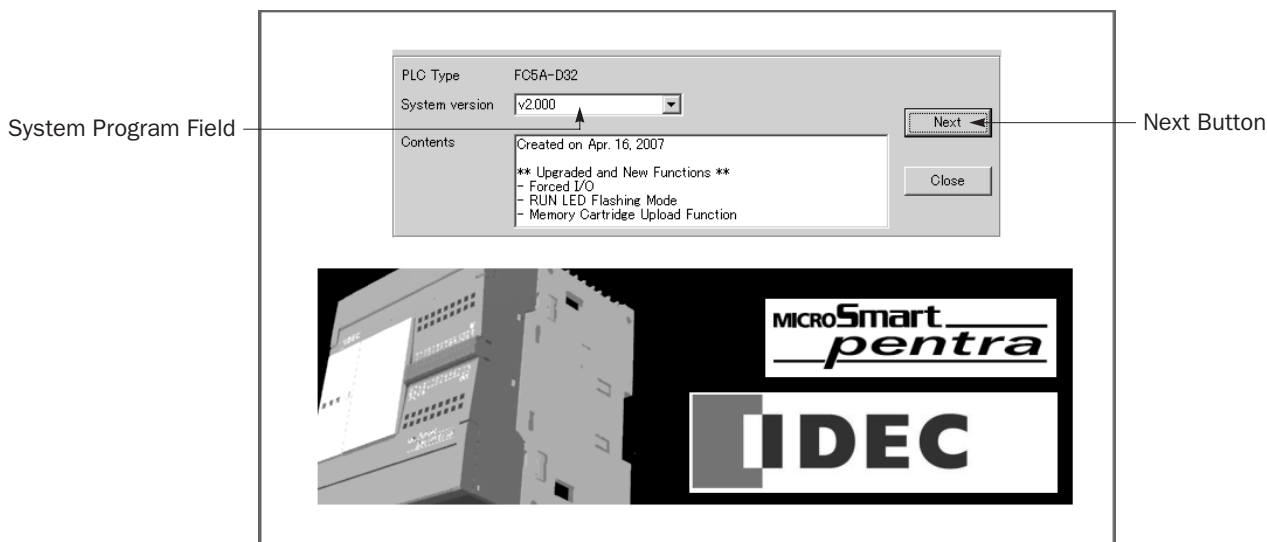 PLC Type FC5A-D32
System version v2.000
System Program Field
Next
Next Button
Contents
Created on Apr. 16, 2007
** Upgraded and New Functions **
- Forced I/O
- RUN LED Flashing Mode
- Memory Cartridge Upload Function
Close
IDEC
MICROSmart
pentra
IDEC